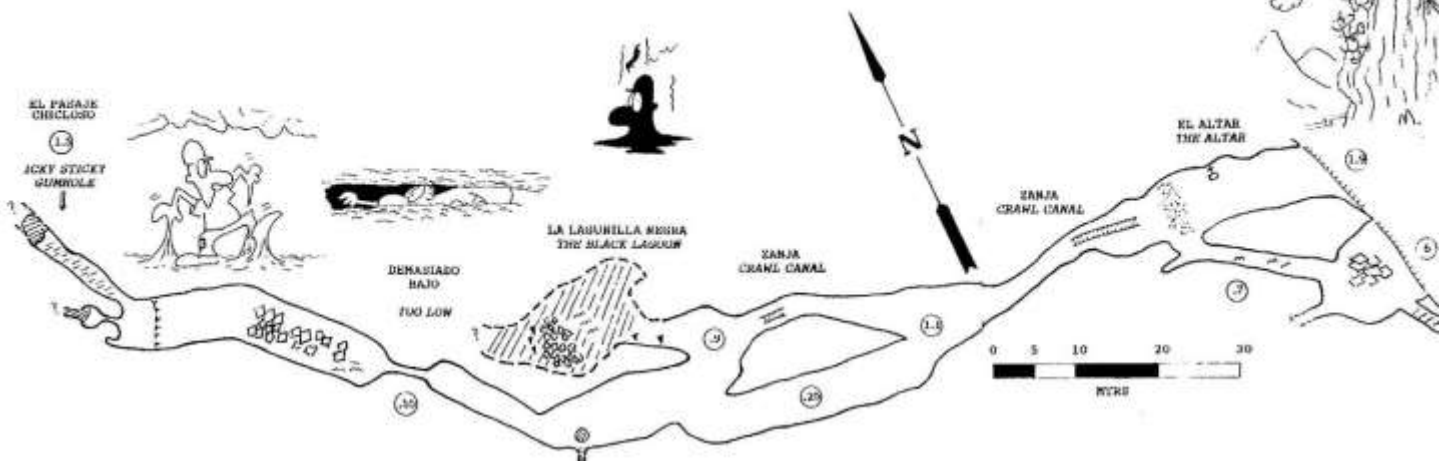 EL PASAJE
CHICLOSO
1.5
ICKY STICKY
GUMHOLE
?
?
DEMASIADO
BAJO
TOO LOW
LA LAGUNILLA NEGRA
THE BLACK LAGOON
?
ZANJA
CRAWL CANAL
.9
1.1
.25
N
ZANJA
CRAWL CANAL
EL ALTAR
THE ALTAR
6
.7
0 5 10 20 30
MTRS